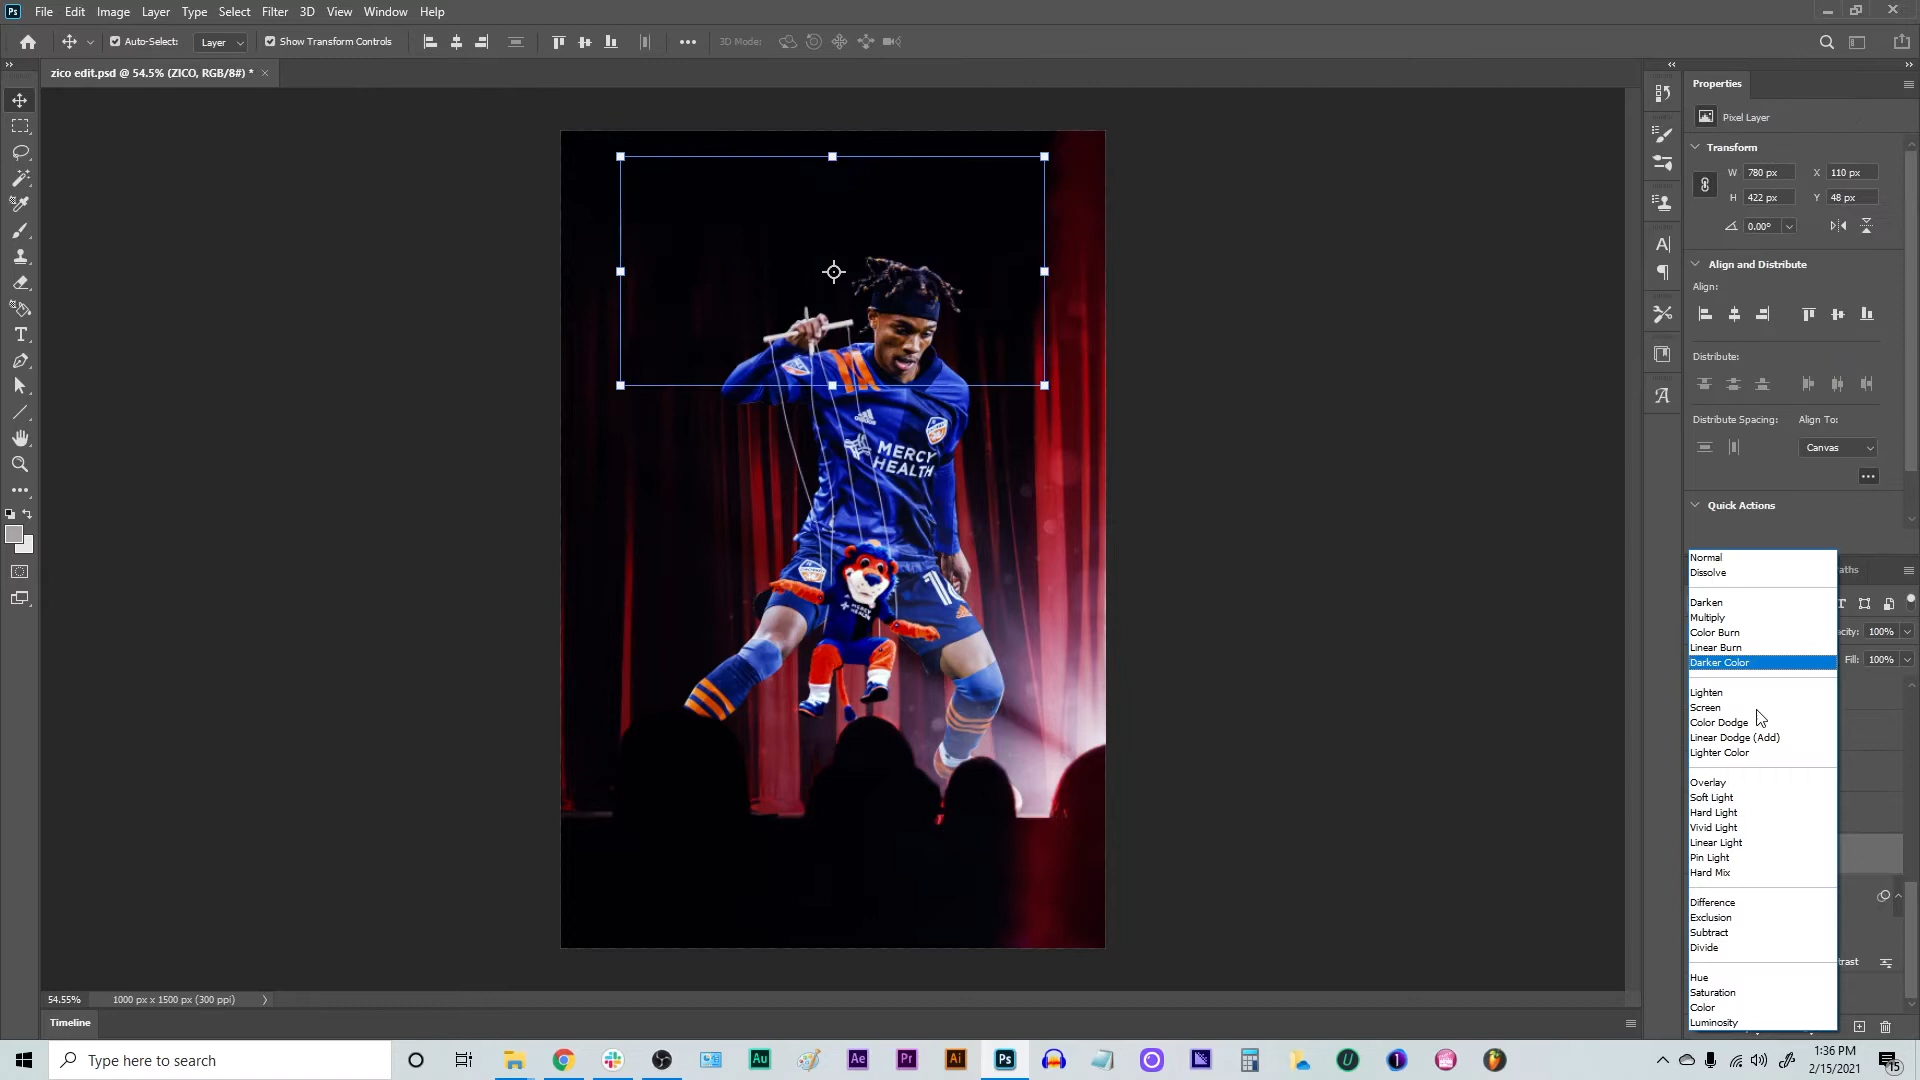 Ps File Edit Image Layer Type Select Filter 3D View Window Help
Auto-Select: Layer Show Transform Controls 3D Mode:
zico edit.psd @ 54.5% (ZICO, RGB/8#) *
Properties
Pixel Layer
Transform
W 780 px X 110 px
H 422 px Y 48 px
0.00°
Align and Distribute
Align:
Distribute:
Distribute Spacing: Align To:
Canvas
Quick Actions
Normal
Dissolve
Darken
Multiply
Color Burn
Linear Burn
Darker Color
Lighten
Screen
Color Dodge
Linear Dodge (Add)
Lighter Color
Overlay
Soft Light
Hard Light
Vivid Light
Linear Light
Pin Light
Hard Mix
Difference
Exclusion
Subtract
Divide
Hue
Saturation
Color
Luminosity
aths
acity: 100%
Fill: 100%
trast
MERCY
HEALTH
16
54.55% 1000 px x 1500 px (300 ppi)
Timeline
Type here to search
Au Ae Pr Ai Ps
1:36 PM
2/15/2021
15